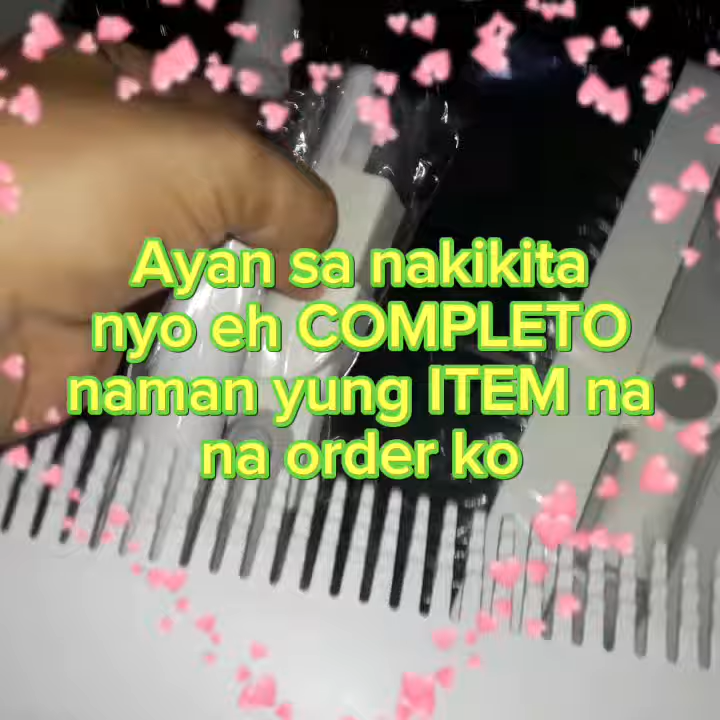 Ayan sa nakikita
nyo eh COMPLETO
naman yung ITEM na
na order ko